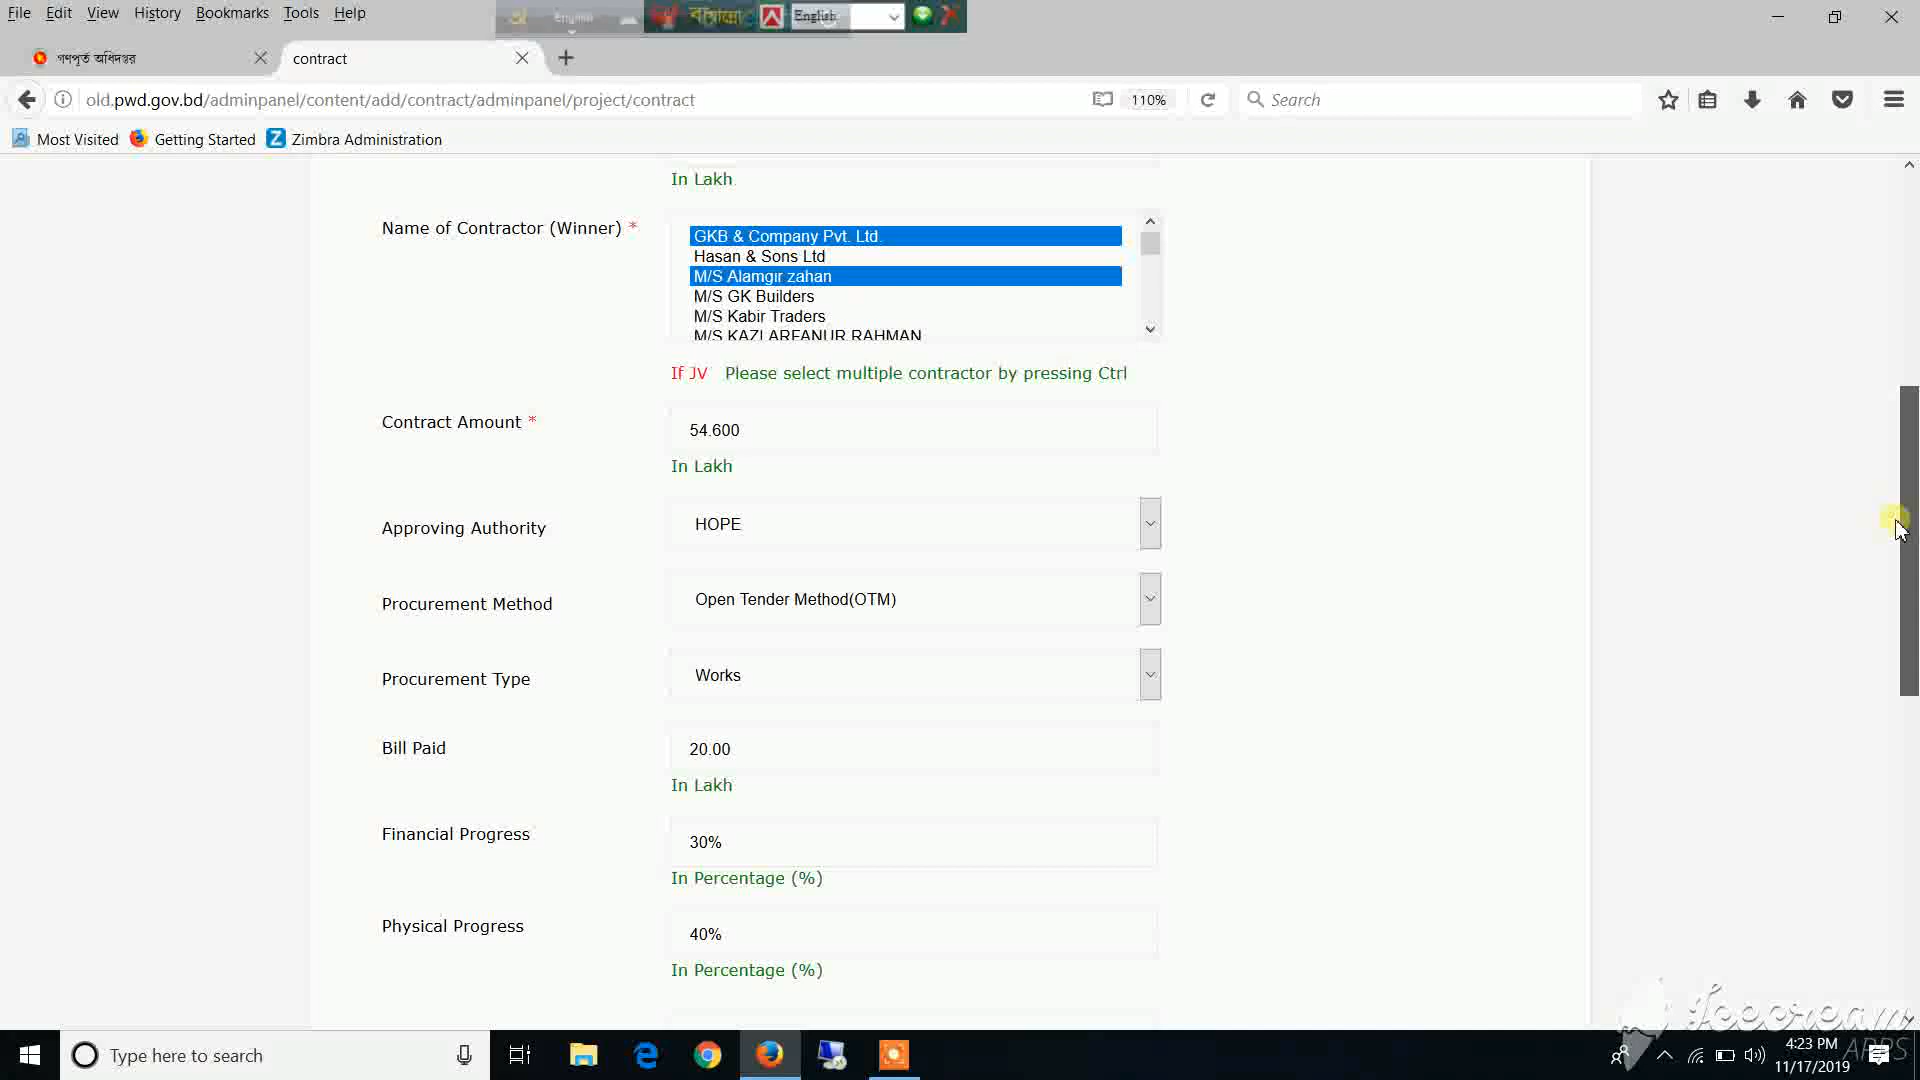 File Edit View History Bookmarks Tools Help
English
English
গণপূর্ত অধিদপ্তর
contract
old.pwd.gov.bd/adminpanel/content/add/contract/adminpanel/project/contract
110%
Search
Most Visited Getting Started Zimbra Administration
In Lakh
Name of Contractor (Winner) *
GKB & Company Pvt. Ltd.
Hasan & Sons Ltd
M/S Alamgir zahan
M/S GK Builders
M/S Kabir Traders
M/S KAZI ARFANUR RAHMAN
If JV Please select multiple contractor by pressing Ctrl
Contract Amount *
54.600
In Lakh
Approving Authority
HOPE
Procurement Method
Open Tender Method(OTM)
Procurement Type
Works
Bill Paid
20.00
In Lakh
Financial Progress
30%
In Percentage (%)
Physical Progress
40%
In Percentage (%)
Icecream
APPS
Type here to search
4:23 PM
11/17/2019